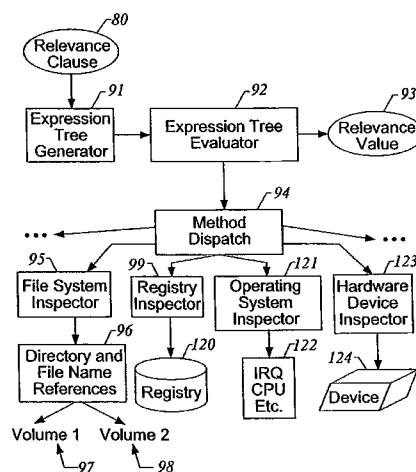 80
Relevance
Clause
91
Expression
Tree
Generator
92
Expression Tree
Evaluator
93
Relevance
Value
94
Method
Dispatch
•••
•••
95
File System
Inspector
99
Registry
Inspector
121
Operating
System
Inspector
123
Hardware
Device
Inspector
96
Directory and
File Name
References
120
Registry
122
IRQ
CPU
Etc.
124
Device
Volume 1
Volume 2
97
98